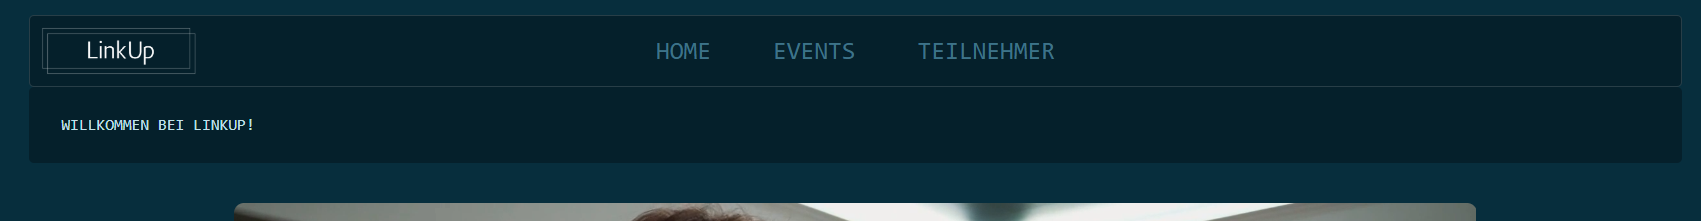 LinkUp
HOME EVENTS TEILNEHMER
WILLKOMMEN BEI LINKUP!